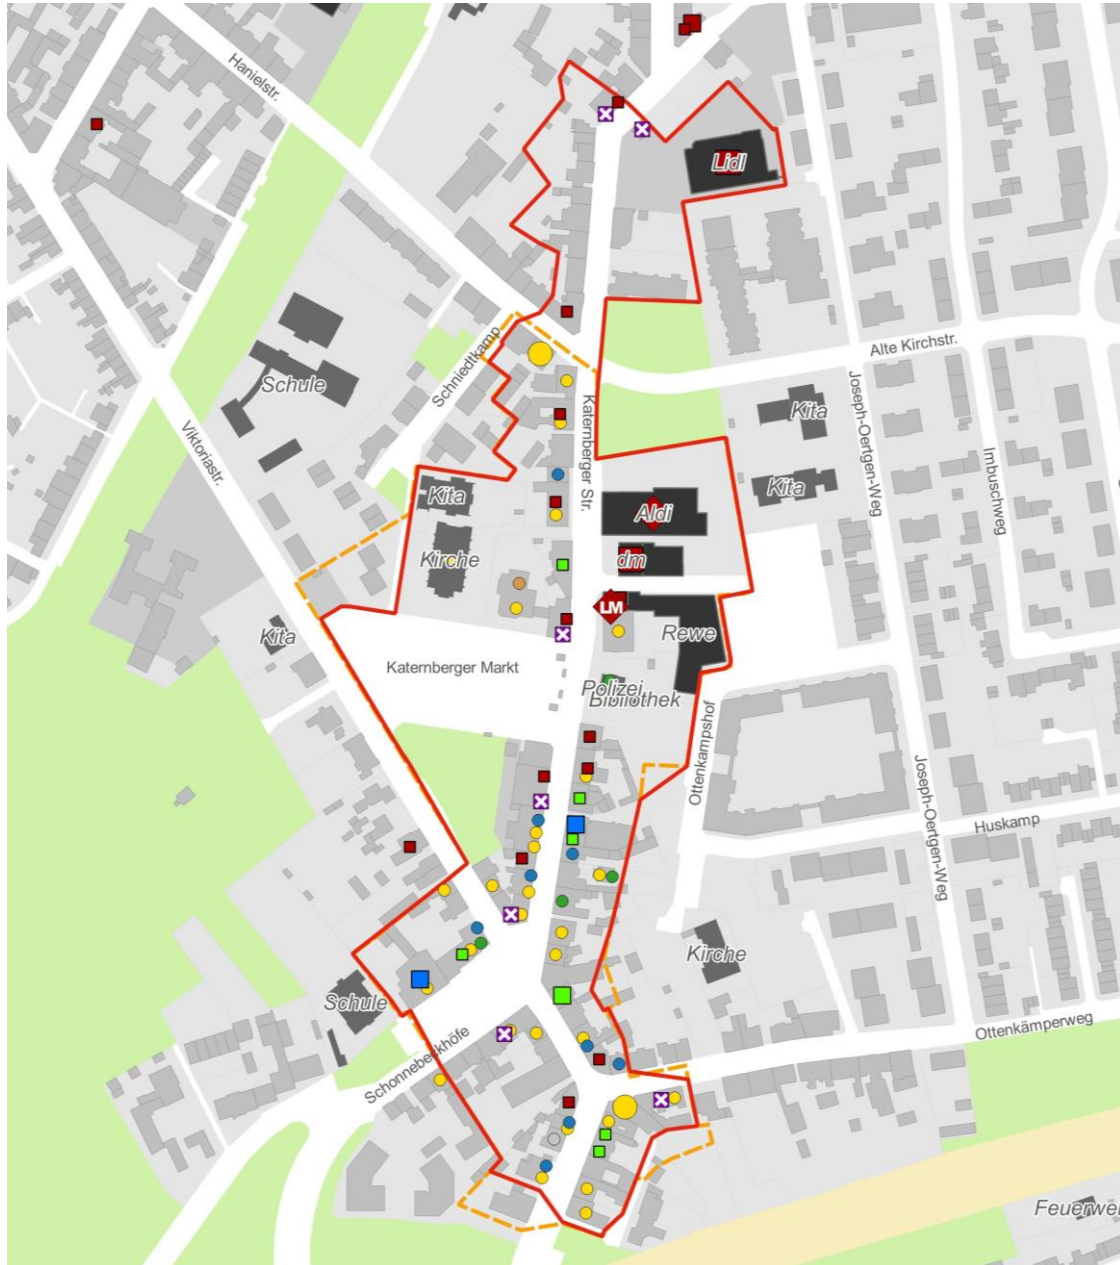 Hanielstr.
Lidl
Alte Kirchstr.
Schniedtkamp
Schule
Katernberger Str.
Kita
Joseph-Oertgen-Weg
Imbuschweg
Viktoriastr.
Kita
Kita
Aldi
Kirche
dm
LM
Rewe
Kita
Katernberger Markt
Polizei
Bibliothek
Ottenkampshof
Joseph-Oertgen-Weg
Huskamp
Kirche
Schule
Schonnebeckhöfe
Ottenkämperweg
Feuerwe